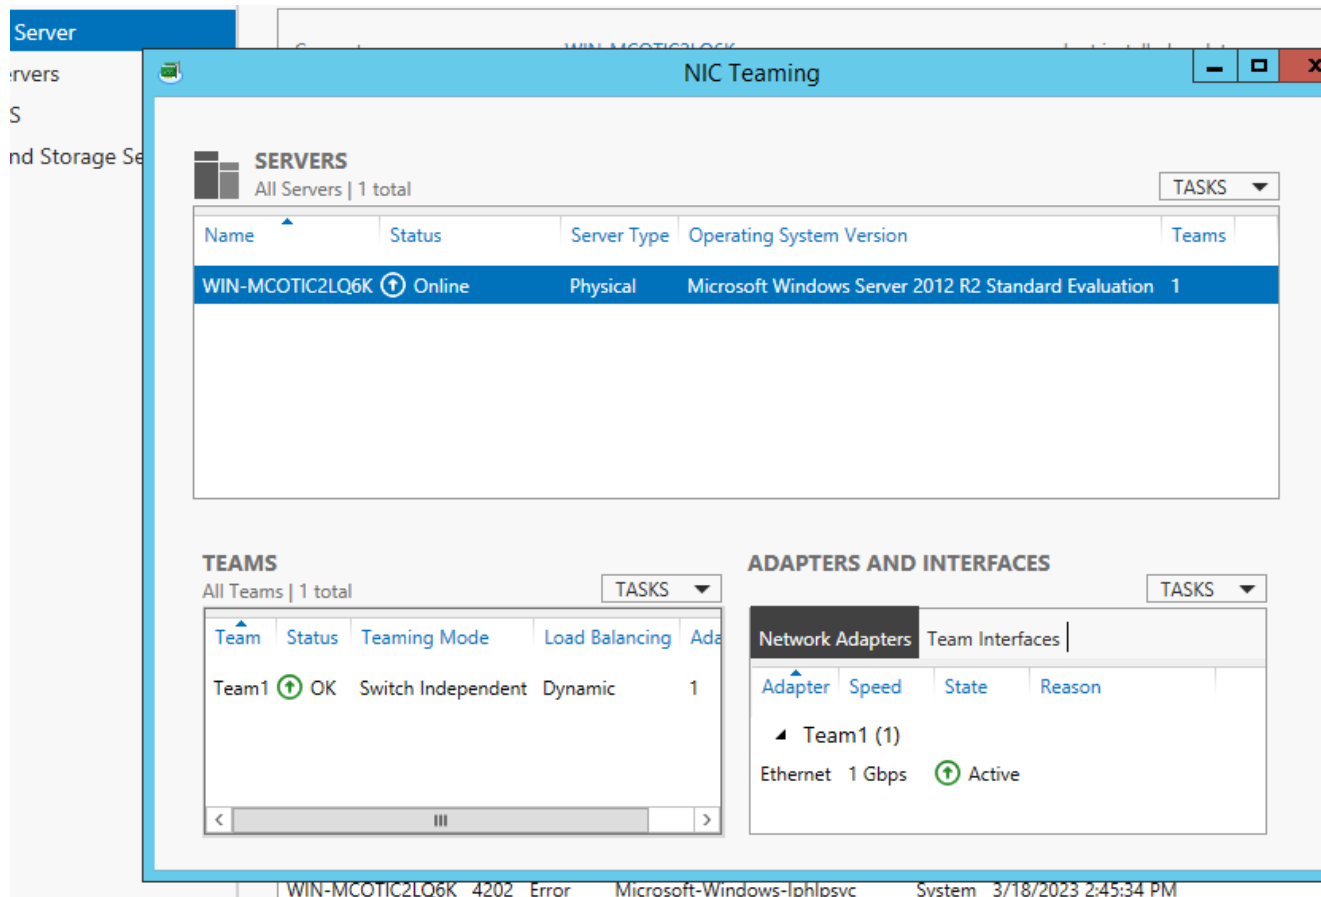 Server
WIN-MCOTIC2LQ6K
ervers
NIC Teaming
S
nd Storage Se
SERVERS
All Servers | 1 total
TASKS
Name Status Server Type Operating System Version Teams
WIN-MCOTIC2LQ6K Online Physical Microsoft Windows Server 2012 R2 Standard Evaluation 1
TEAMS
All Teams | 1 total
TASKS
Team Status Teaming Mode Load Balancing Ada
Team1 OK Switch Independent Dynamic 1
ADAPTERS AND INTERFACES
TASKS
Network Adapters Team Interfaces
Adapter Speed State Reason
Team1 (1)
Ethernet 1 Gbps Active
WIN-MCOTIC2LQ6K 4202 Error Microsoft-Windows-Iphlpsvc System 3/18/2023 2:45:34 PM